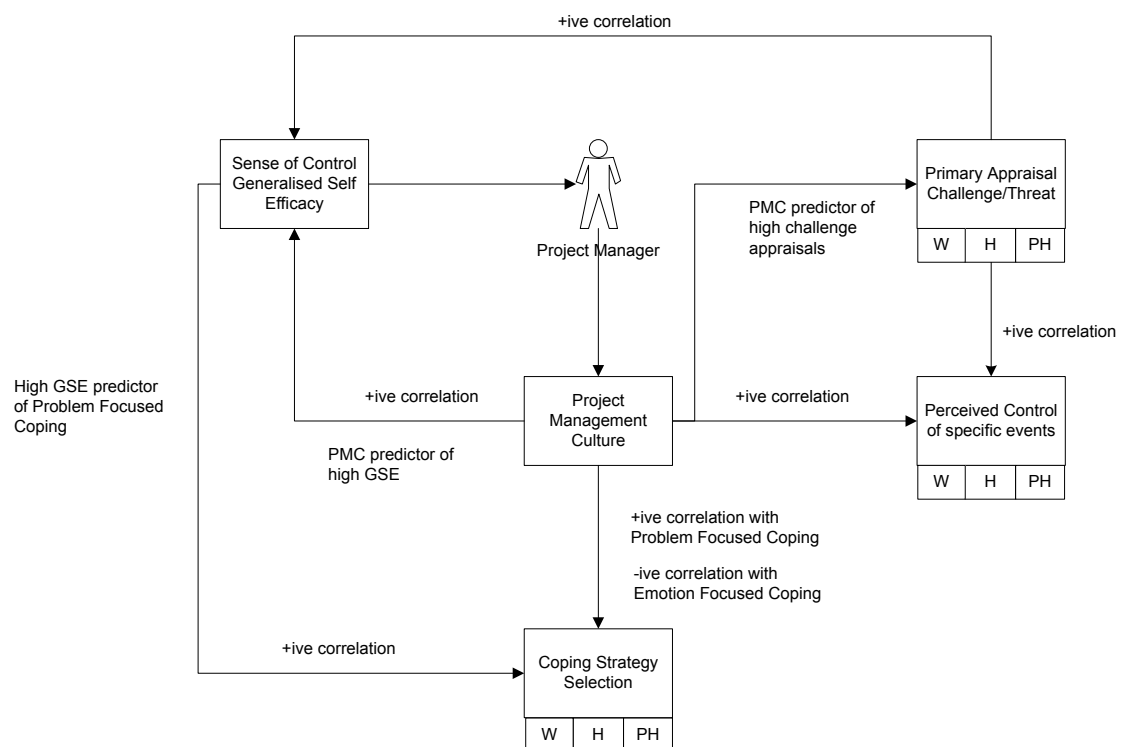 +ive correlation
Sense of Control
Generalised Self
Efficacy
Project Manager
Primary Appraisal
Challenge/Threat
W H PH
PMC predictor of
high challenge
appraisals
+ive correlation
High GSE predictor
of Problem Focused
Coping
+ive correlation
PMC predictor of
high GSE
Project
Management
Culture
+ive correlation
Perceived Control
of specific events
W H PH
+ive correlation with
Problem Focused Coping
-ive correlation with
Emotion Focused Coping
+ive correlation
Coping Strategy
Selection
W H PH